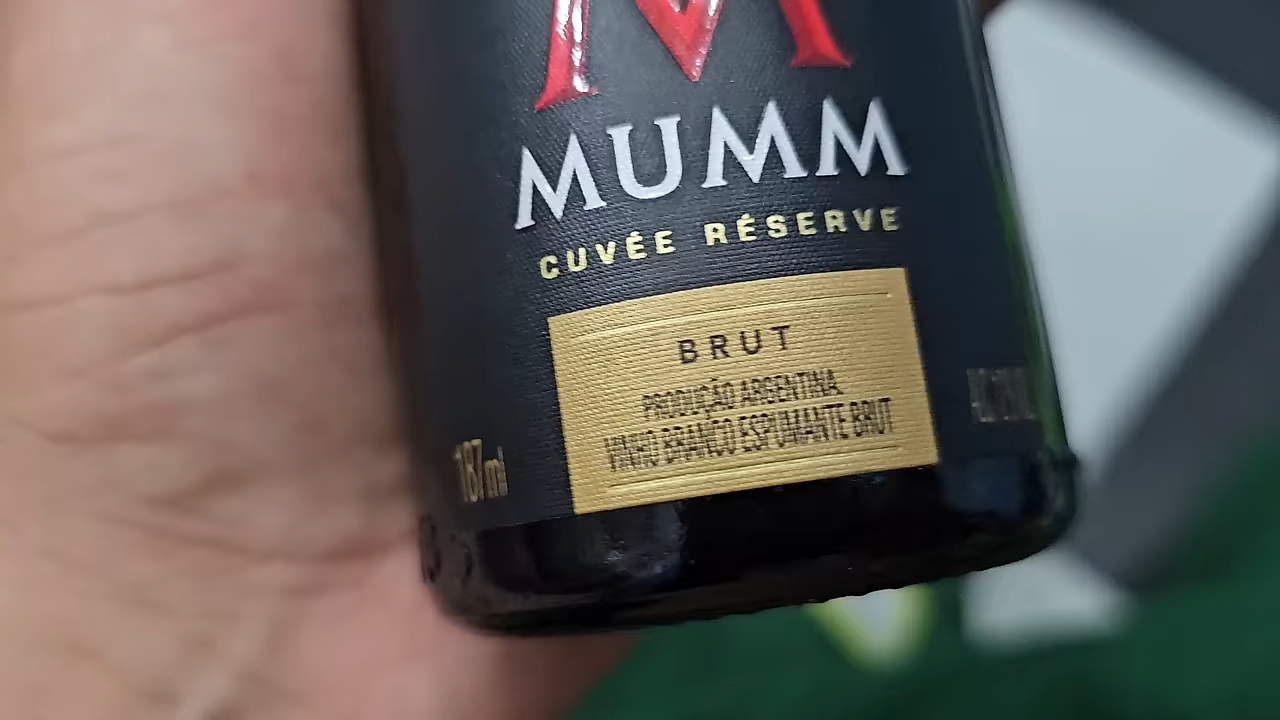 M
MUMM
CUVÉE RÉSERVE
BRUT
PRODUÇÃO ARGENTINA.
VINHO BRANCO ESPUMANTE BRUT
187ml